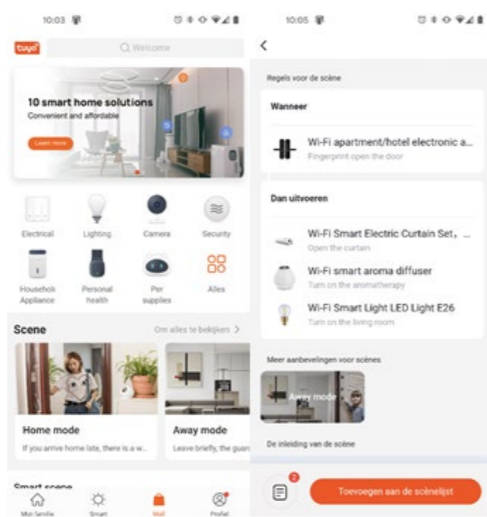 10:03
tuya
Welcome
10 smart home solutions
Convenient and affordable
Learn more
Electrical
Lighting
Camera
Security
Househok
Appliance
Personal
health
Per
supplies
Alles
Scene
Om alles te bekijken >
Home mode
If you arrive home late, there is a w...
Away mode
Leave briefly, the guar
Smart scene
Mijn familie
Smart
Mall
Profiel
10:05
Regels voor de scène
Wanneer
Wi-Fi apartment/hotel electronic a...
Fingerprint open the door
Dan uitvoeren
Wi-Fi Smart Electric Curtain Set, ...
Open the curtain
Wi-Fi smart aroma diffuser
Turn on the aromatherapy
Wi-Fi Smart Light LED Light E26
Turn on the living room
Meer aanbevelingen voor scènes
Away mode
De inleiding van de scène
2
Toevoegen aan de scènelijst